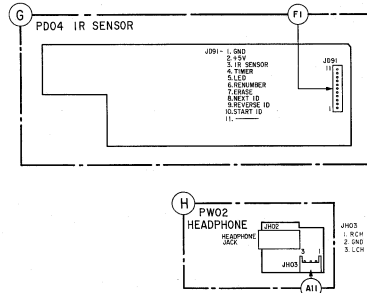 G
PD04 IR SENSOR
F1
JD91 - 1. GND
2. +5V
3. IR SENSOR
4. TIMER
5. LED
6. RENUMBER
7. ERASE
8. NEXT ID
9. REVERSE ID
10. START ID
11. ———
JD91
11
1
H
PW02
HEADPHONE
JH02
HEADPHONE
JACK
3 1
JH03
JH03
1. RCH
2. GND
3. LCH
A11